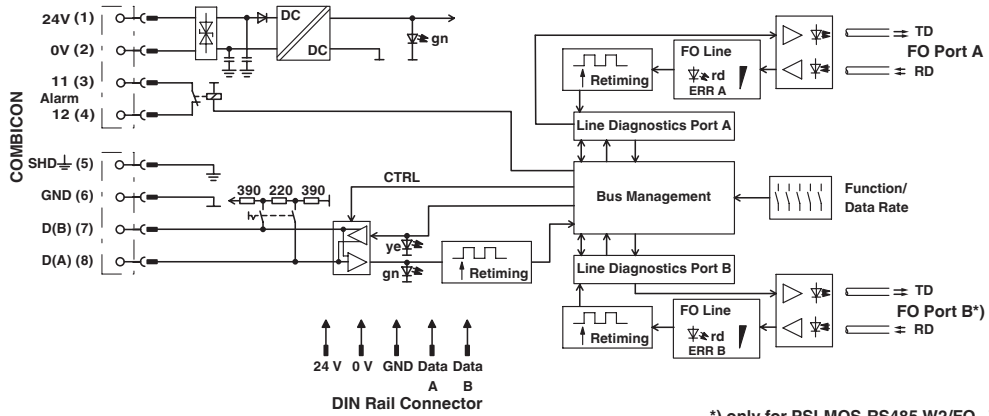 COMBICON
24V (1)
0V (2)
11 (3)
Alarm
12 (4)
SHD (5)
GND (6)
D(B) (7)
D(A) (8)
DC
DC
gn
390 220 390
CTRL
ye
gn
Retiming
Retiming
FO Line
rd
ERR A
Line Diagnostics Port A
Bus Management
Line Diagnostics Port B
Retiming
FO Line
rd
ERR B
TD
FO Port A
RD
Function/
Data Rate
TD
FO Port B*)
RD
24 V 0 V GND Data Data
A B
DIN Rail Connector
*) only for PSI-MOS-RS485 W2/FO...